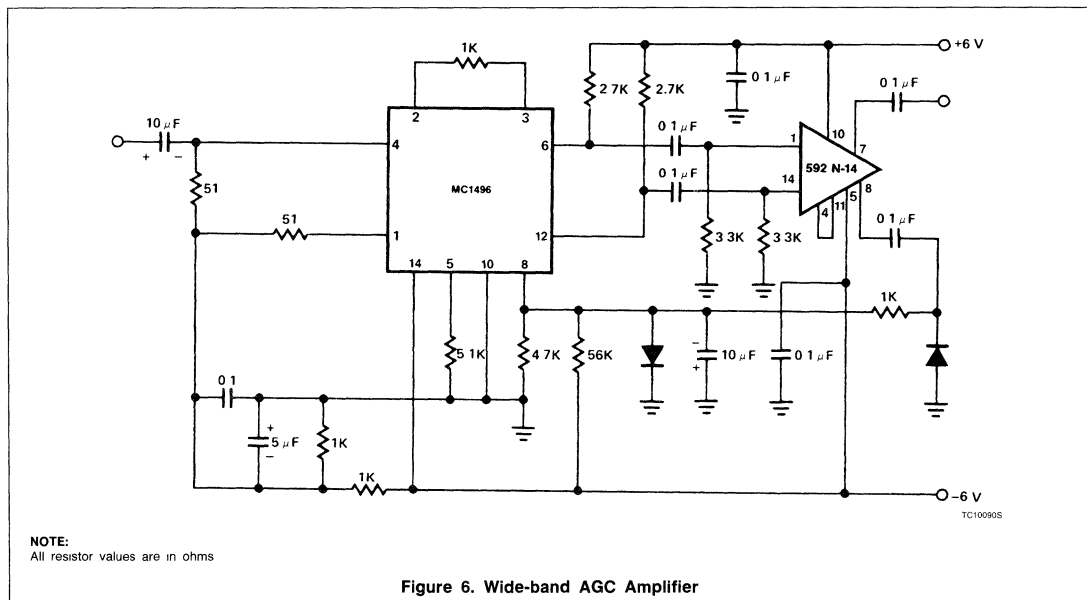 1K
+6 V
2 7K
2.7K
0 1 μF
0 1 μF
2
3
10 μF
+ −
4
6
0 1 μF
1
10
7
592 N-14
14
8
5
11
4
51
MC1496
0 1 μF
51
1
12
3 3K
3 3K
0 1 μF
14
5
10
8
1K
5 1K
4 7K
56K
−
+
10 μF
0 1 μF
0 1
+
5 μF
−
1K
1K
−6 V
TC10090S
NOTE:
All resistor values are in ohms
Figure 6. Wide-band AGC Amplifier